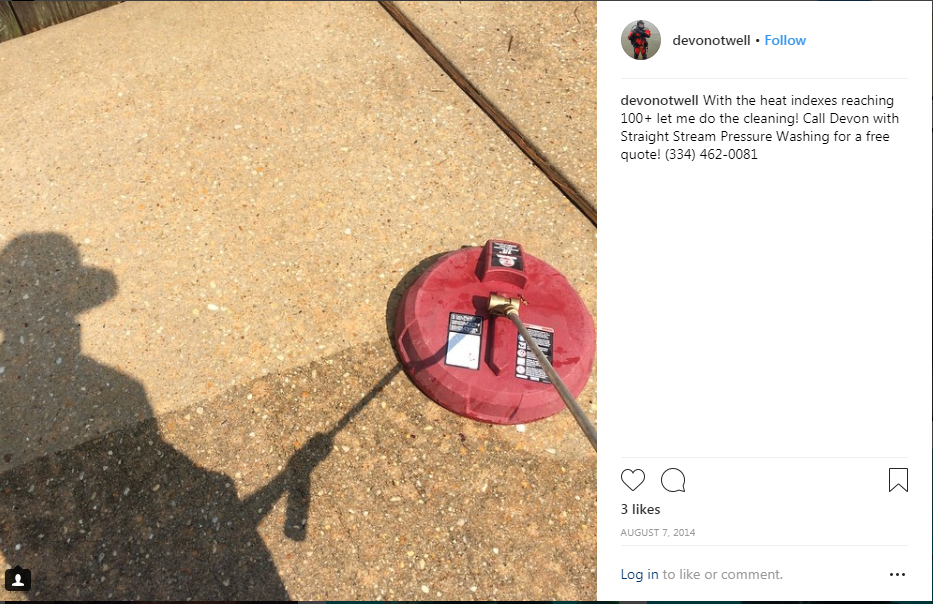 devonotwell • Follow
devonotwell With the heat indexes reaching
100+ let me do the cleaning! Call Devon with
Straight Stream Pressure Washing for a free
quote! (334) 462-0081
3 likes
AUGUST 7, 2014
Log in to like or comment.